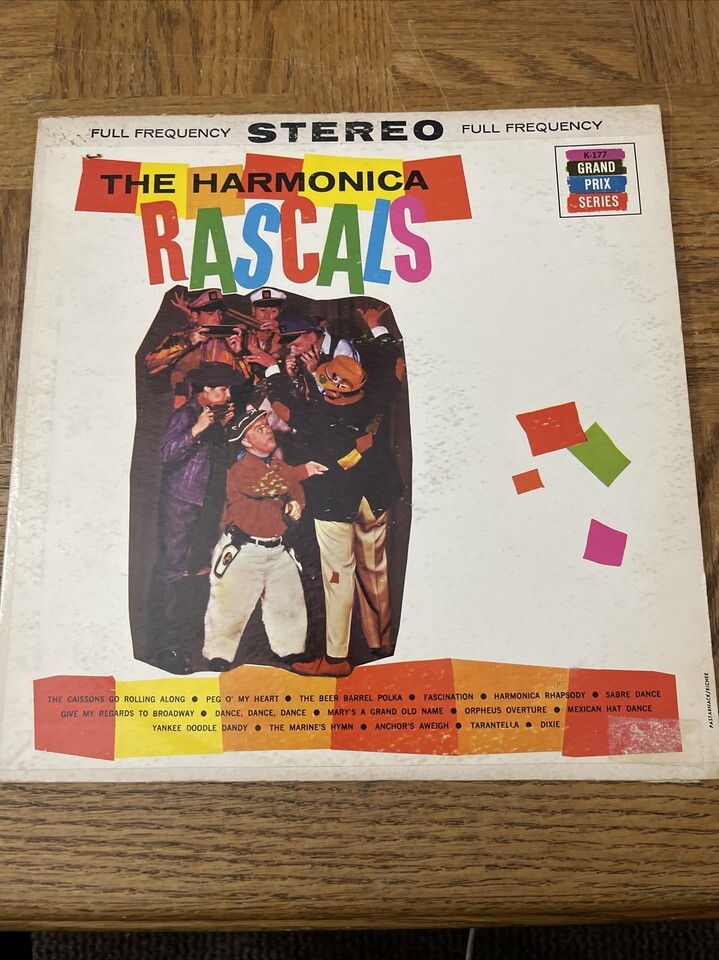 FULL FREQUENCY STEREO FULL FREQUENCY
K-177
GRAND
PRIX
SERIES
THE HARMONICA
RASCALS
THE CAISSONS GO ROLLING ALONG ● PEG O' MY HEART ● THE BEER BARREL POLKA ● FASCINATION ● HARMONICA RHAPSODY ● SABRE DANCE
GIVE MY REGARDS TO BROADWAY ● DANCE, DANCE, DANCE ● MARY'S A GRAND OLD NAME ● ORPHEUS OVERTURE ● MEXICAN HAT DANCE
YANKEE DOODLE DANDY ● THE MARINE'S HYMN ● ANCHOR'S AWEIGH ● TARANTELLA ● DIXIE